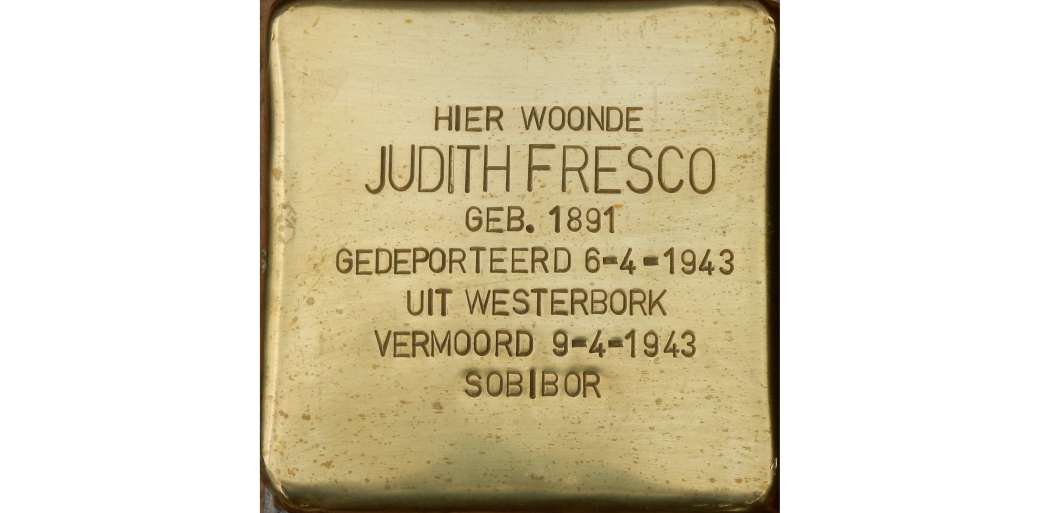 HIER WOONDE
JUDITH FRESCO
GEB. 1891
GEDEPORTEERD 6-4-1943
UIT WESTERBORK
VERMOORD 9-4-1943
SOBIBOR